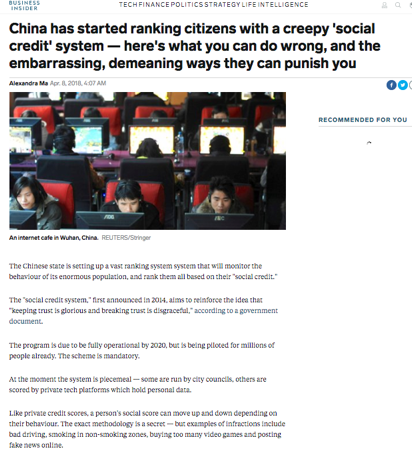 BUSINESS
INSIDER
TECH FINANCE POLITICS STRATEGY LIFE INTELLIGENCE
China has started ranking citizens with a creepy 'social
credit' system — here's what you can do wrong, and the
embarrassing, demeaning ways they can punish you
Alexandra Ma Apr. 8, 2018, 4:07 AM
RECOMMENDED FOR YOU
An internet cafe in Wuhan, China. REUTERS/Stringer
The Chinese state is setting up a vast ranking system system that will monitor the
behaviour of its enormous population, and rank them all based on their "social credit."
The "social credit system," first announced in 2014, aims to reinforce the idea that
"keeping trust is glorious and breaking trust is disgraceful," according to a government
document.
The program is due to be fully operational by 2020, but is being piloted for millions of
people already. The scheme is mandatory.
At the moment the system is piecemeal — some are run by city councils, others are
scored by private tech platforms which hold personal data.
Like private credit scores, a person's social score can move up and down depending on
their behaviour. The exact methodology is a secret — but examples of infractions include
bad driving, smoking in non-smoking zones, buying too many video games and posting
fake news online.